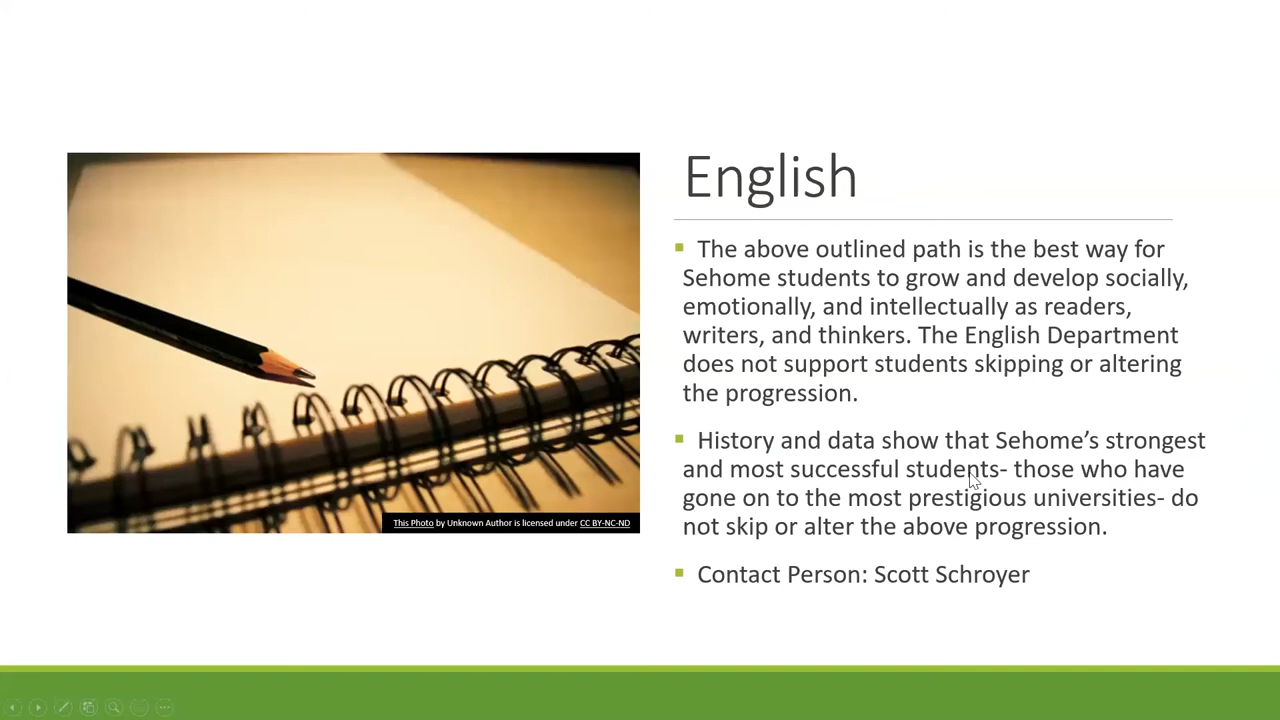 English
The above outlined path is the best way for
Sehome students to grow and develop socially,
emotionally, and intellectually as readers,
writers, and thinkers. The English Department
does not support students skipping or altering
the progression.
History and data show that Sehome’s strongest
and most successful students- those who have
gone on to the most prestigious universities- do
not skip or alter the above progression.
Contact Person: Scott Schroyer
This Photo by Unknown Author is licensed under CC BY-NC-ND